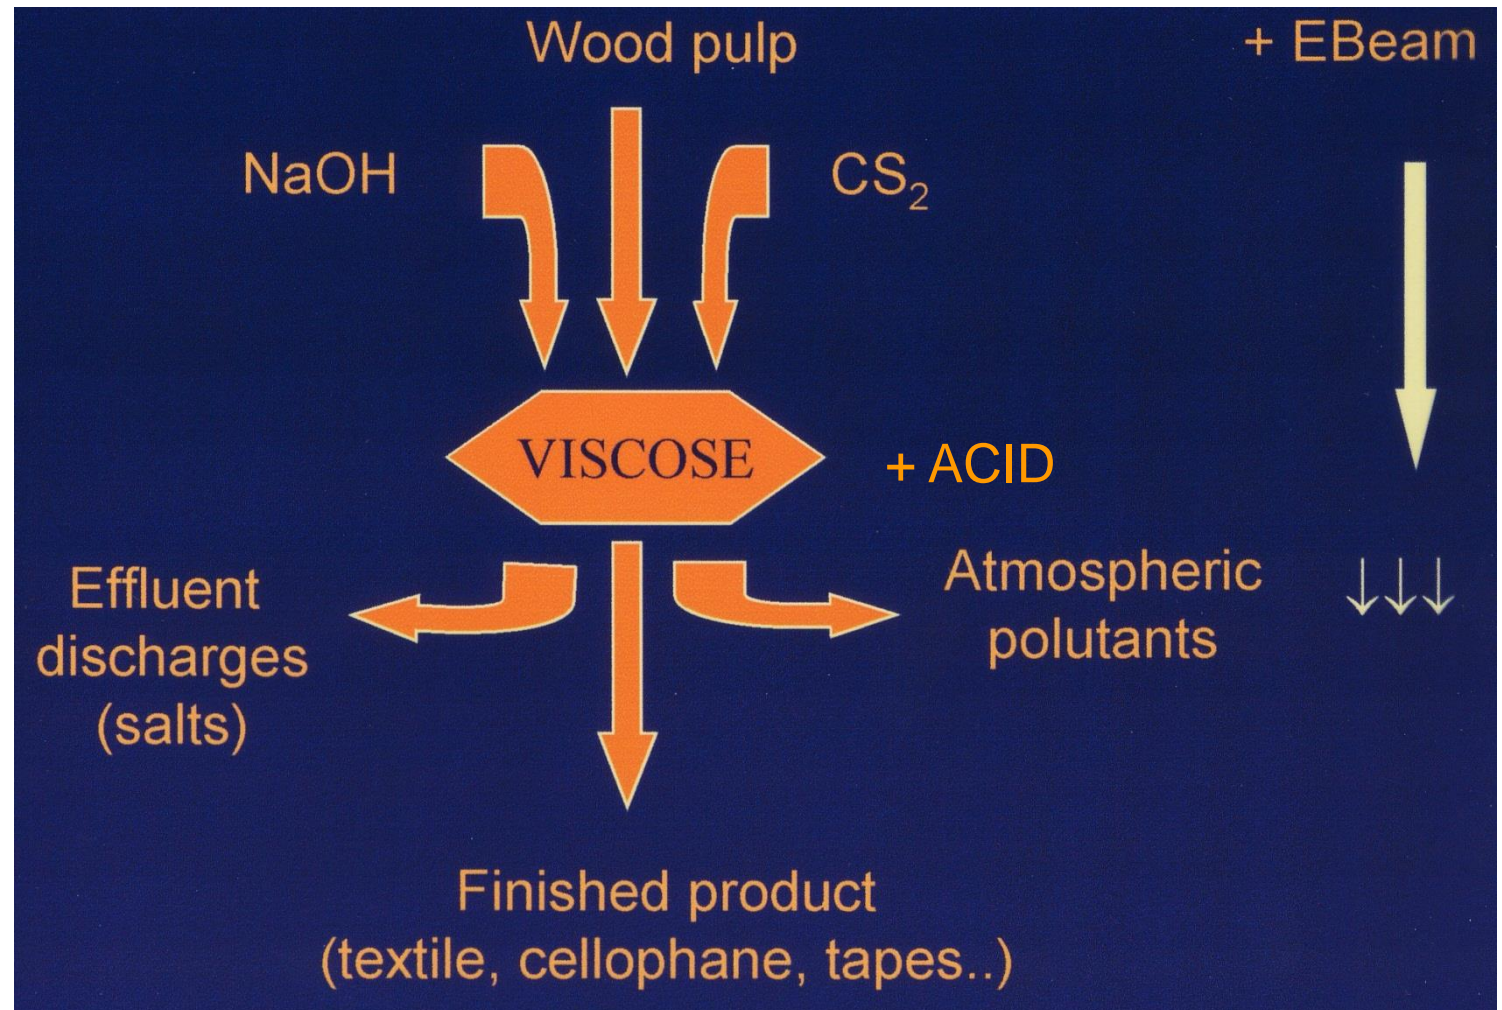 Wood pulp
+ EBeam
NaOH
CS₂
VISCOSE
+ ACID
Effluent
discharges
(salts)
Atmospheric
polutants
↓↓↓
Finished product
(textile, cellophane, tapes..)